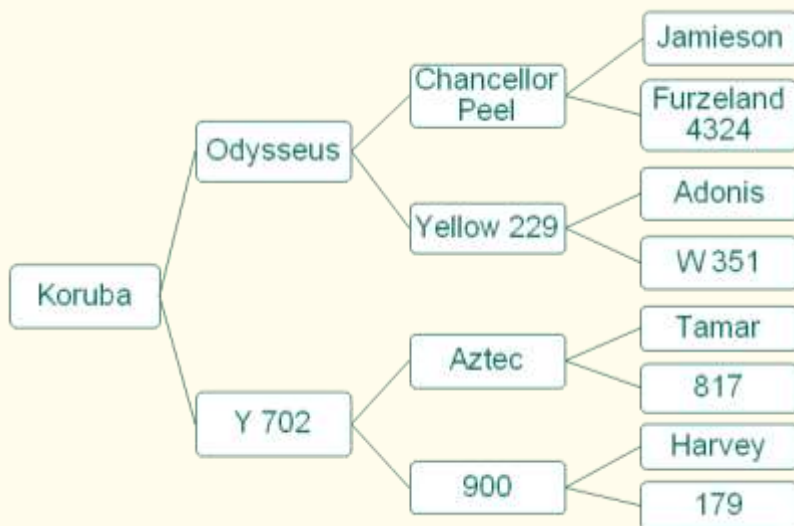 Jamieson
Chancellor
Peel
Furzeland
4324
Odysseus
Adonis
Yellow 229
W 351
Koruba
Tamar
Aztec
817
Y 702
Harvey
900
179